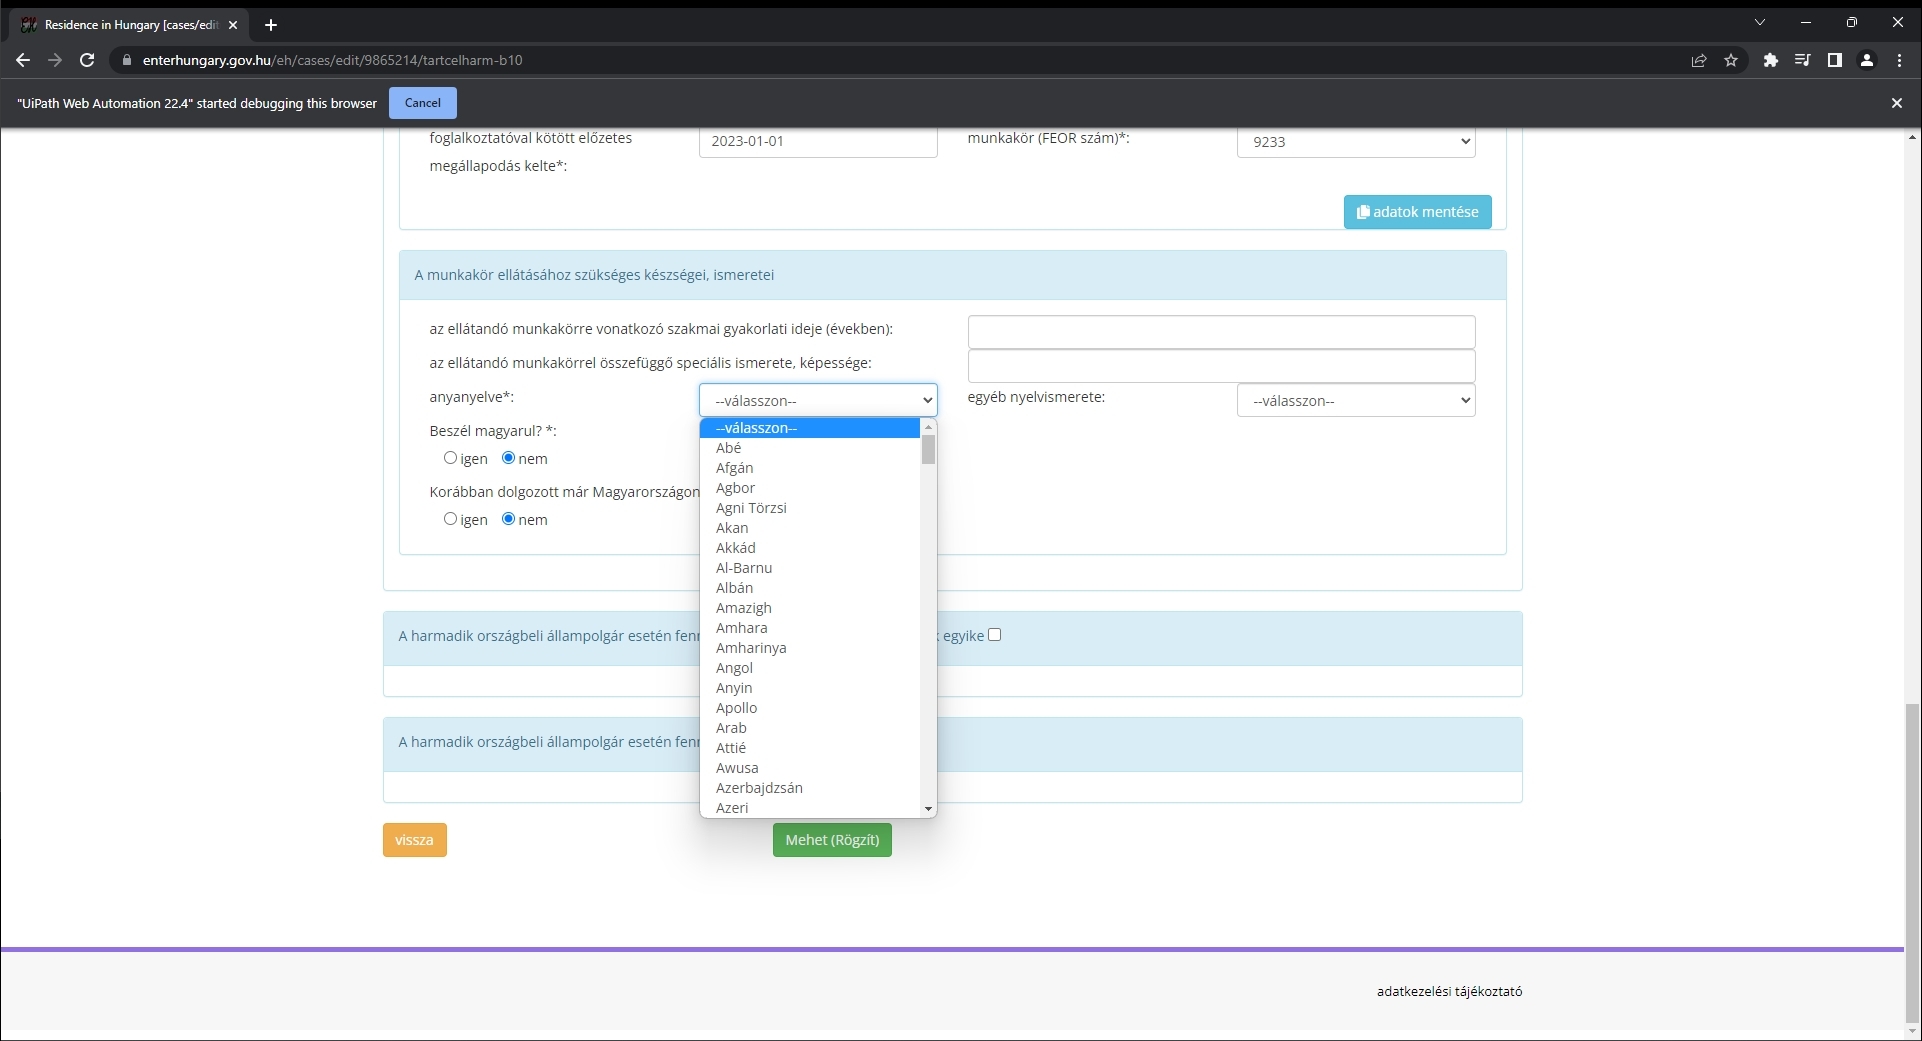 Residence in Hungary [cases/edit
enterhungary.gov.hu/eh/cases/edit/9865214/tartcelharm-b10
"UiPath Web Automation 22.4" started debugging this browser
Cancel
foglalkoztatóval kötött előzetes
megállapodás kelte*:
2023-01-01
munkakör (FEOR szám)*:
9233
adatok mentése
A munkakör ellátásához szükséges készségei, ismeretei
az ellátandó munkakörre vonatkozó szakmai gyakorlati ideje (években):
az ellátandó munkakörrel összefüggő speciális ismerete, képessége:
anyanyelve*:
--válasszon--
egyéb nyelvismerete:
--válasszon--
Beszél magyarul? *:
igen
nem
Korábban dolgozott már Magyarországon
igen
nem
--válasszon--
Abé
Afgán
Agbor
Agni Törzsi
Akan
Akkád
Al-Barnu
Albán
Amazigh
Amhara
Amharinya
Angol
Anyin
Apollo
Arab
Attié
Awusa
Azerbajdzsán
Azeri
A harmadik országbeli állampolgár esetén
egyike
A harmadik országbeli állampolgár esetén
vissza
Mehet (Rögzít)
adatkezelési tájékoztató